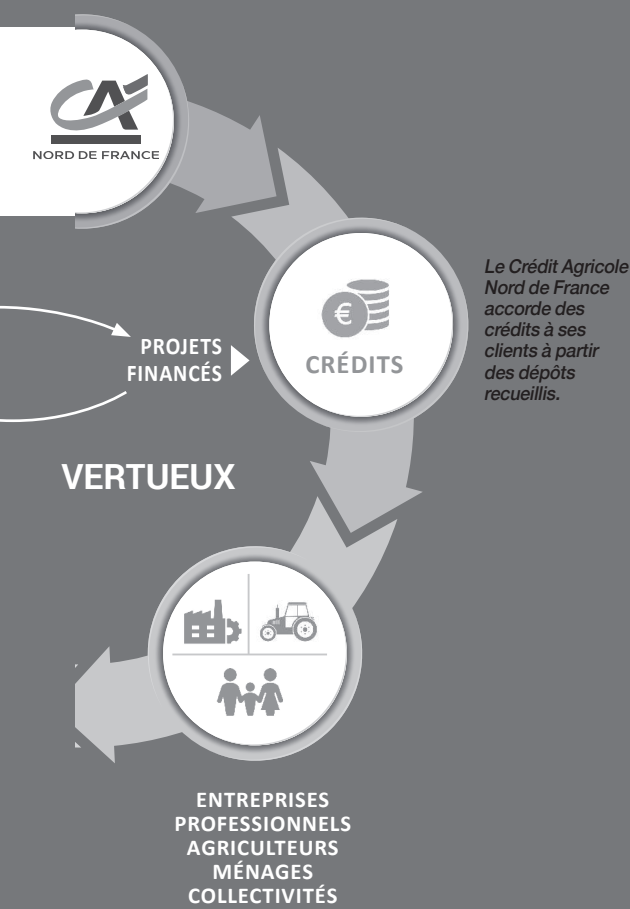 CA
NORD DE FRANCE
€
CRÉDITS
Le Crédit Agricole
Nord de France
accorde des
crédits à ses
clients à partir
des dépôts
recueillis.
PROJETS
FINANCÉS
VERTUEUX
ENTREPRISES
PROFESSIONNELS
AGRICULTEURS
MÉNAGES
COLLECTIVITÉS